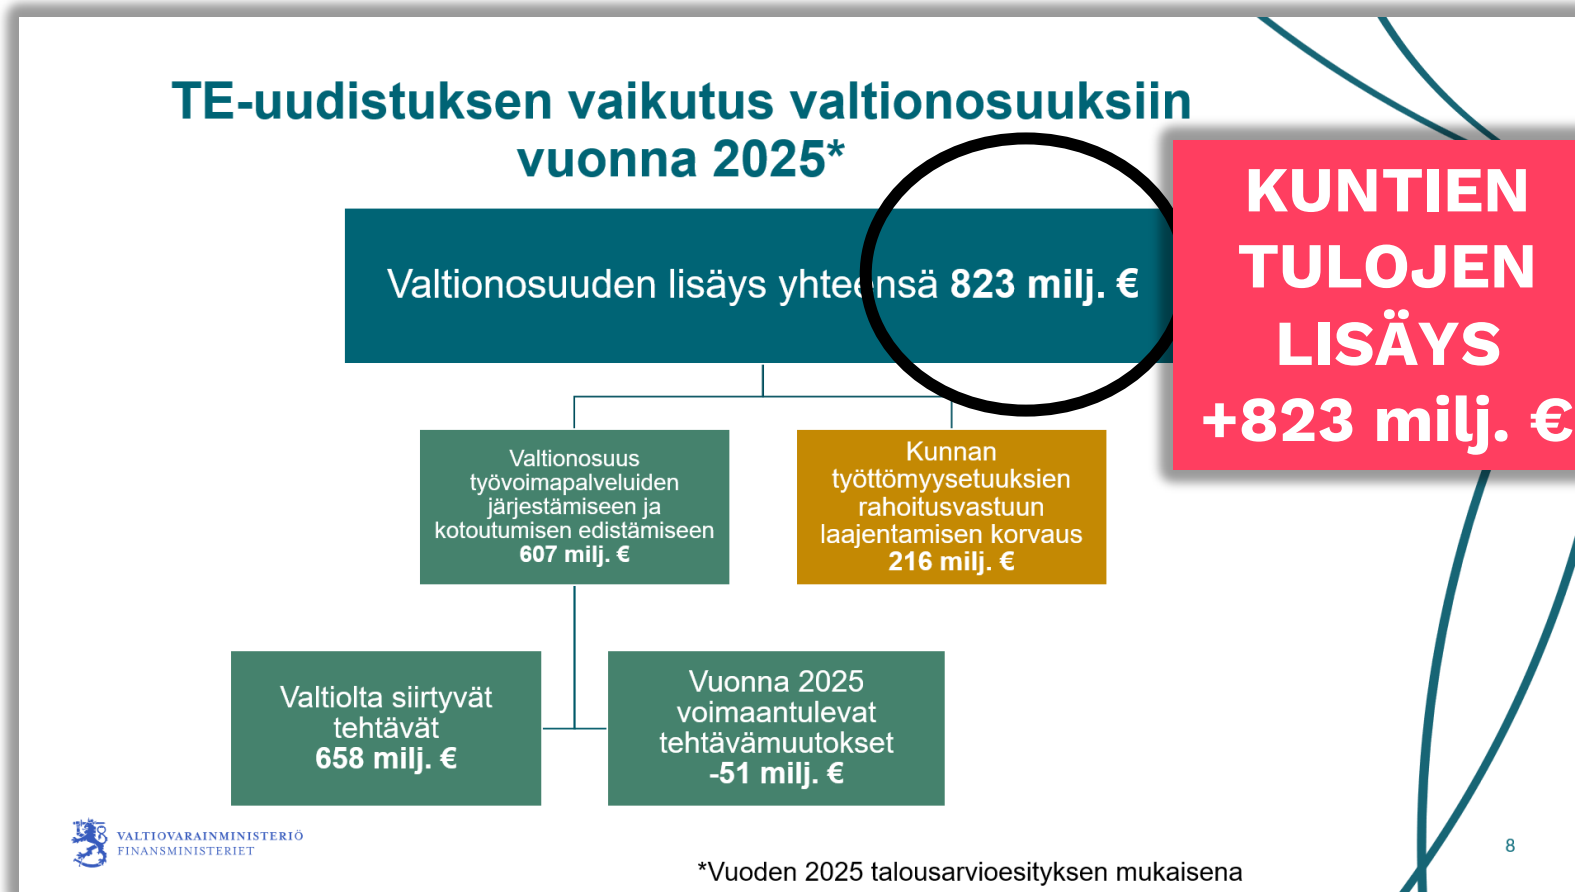 TE-uudistuksen vaikutus valtionosuuksiin
vuonna 2025*
Valtionosuuden lisäys yhteensä 823 milj. €
KUNTIEN
TULOJEN
LISÄYS
+823 milj. €
Valtionosuus
työvoimapalveluiden
järjestämiseen ja
kotoutumisen edistämiseen
607 milj. €
Kunnan
työttömyysetuuksien
rahoitusvastuun
laajentamisen korvaus
216 milj. €
Valtiolta siirtyvät
tehtävät
658 milj. €
Vuonna 2025
voimaantulevat
tehtävämuutokset
-51 milj. €
VALTIOVARAINMINISTERIÖ
FINANSMINISTERIET
*Vuoden 2025 talousarvioesityksen mukaisena
8